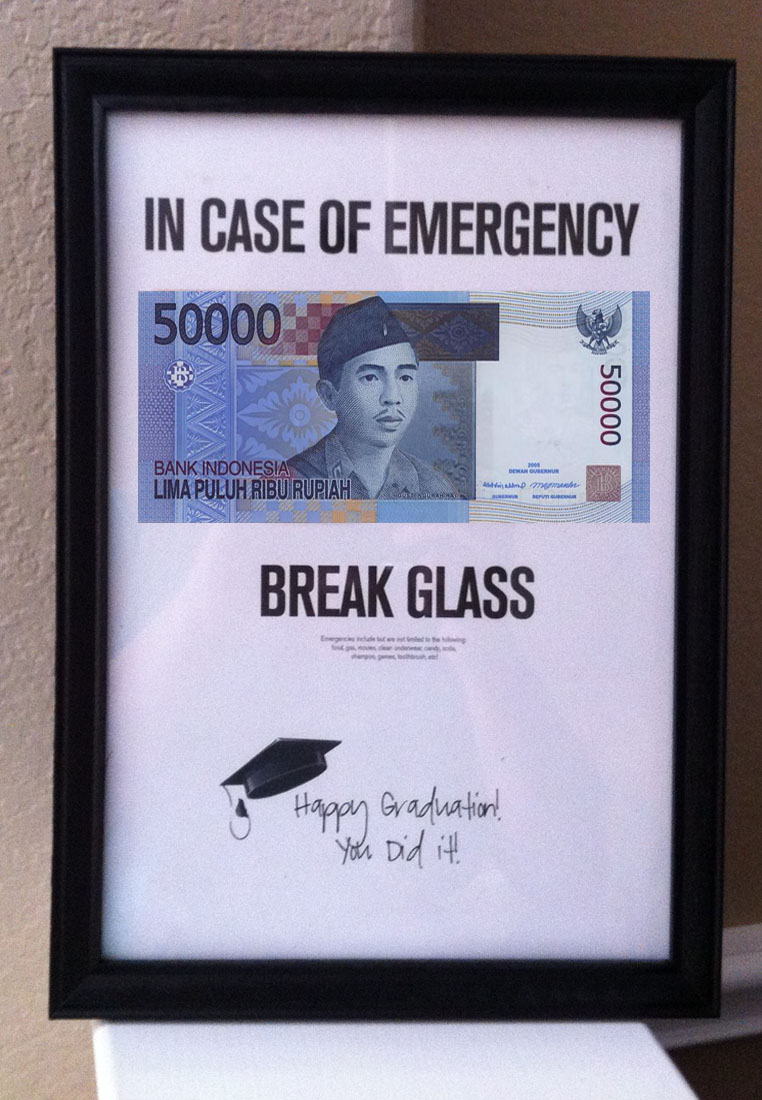 IN CASE OF EMERGENCY
50000
50000
BANK INDONESIA
LIMA PULUH RIBU RUPIAH
2005
DEWAN GUBERNUR
GUBERNUR DEPUTI GUBERNUR
BREAK GLASS
Emergencies include but are not limited to the following:
food, gas, movies, clean underwear, candy, soda,
shampoo, games, toothbrush, etc!
Happy Graduation!
You Did it!